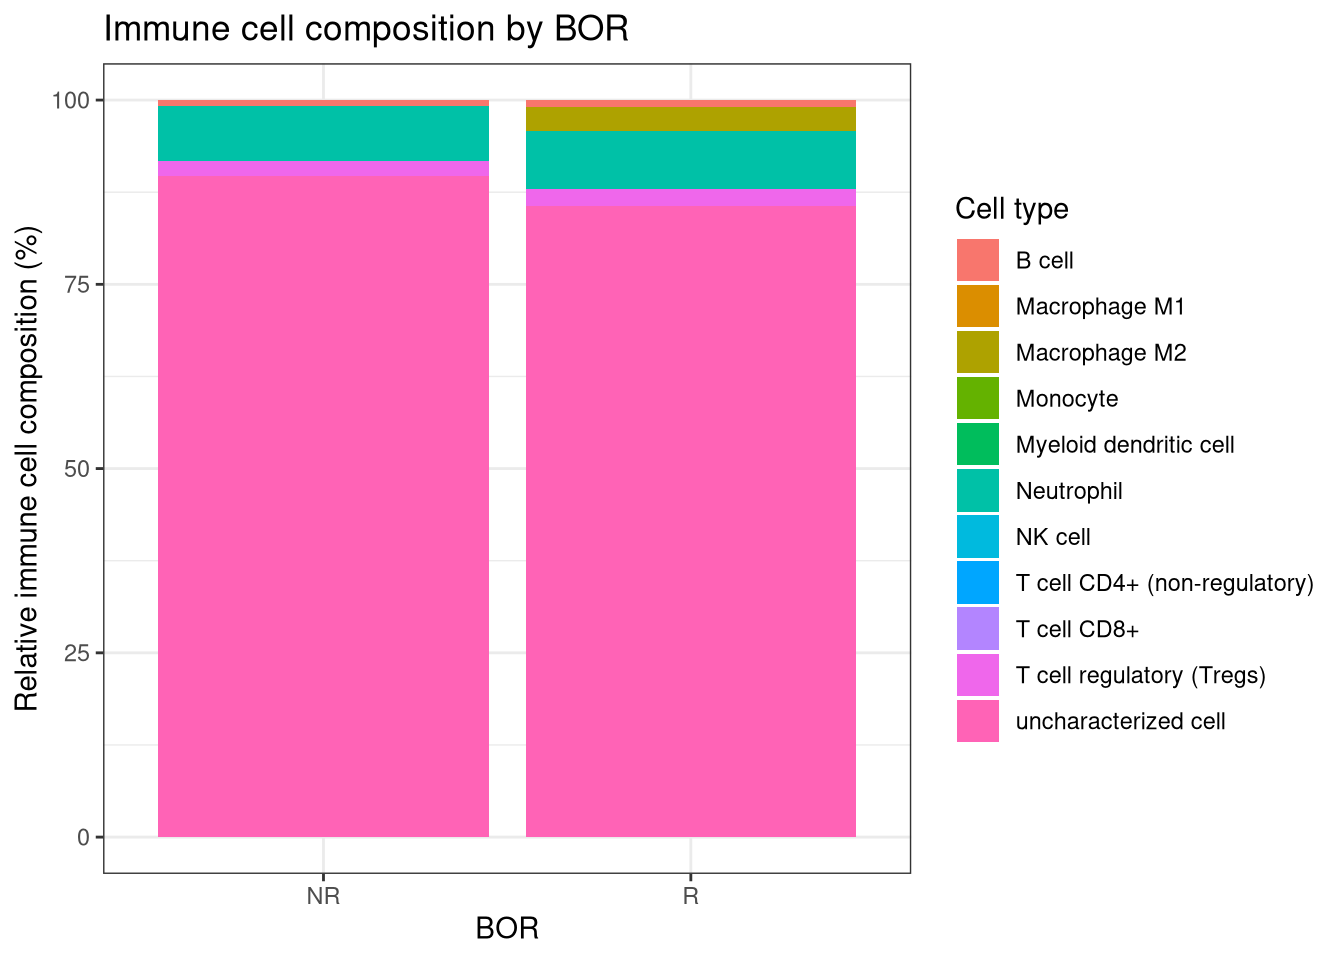 Immune cell composition by BOR
Relative immune cell composition (%)
100
75
50
25
0
NR
R
BOR
Cell type
B cell
Macrophage M1
Macrophage M2
Monocyte
Myeloid dendritic cell
Neutrophil
NK cell
T cell CD4+ (non-regulatory)
T cell CD8+
T cell regulatory (Tregs)
uncharacterized cell